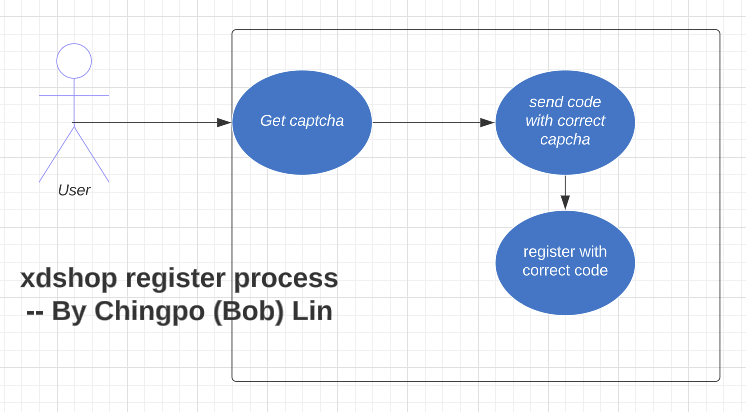 Get captcha
send code
with correct
capcha
User
register with
correct code
xdshop register process
-- By Chingpo (Bob) Lin